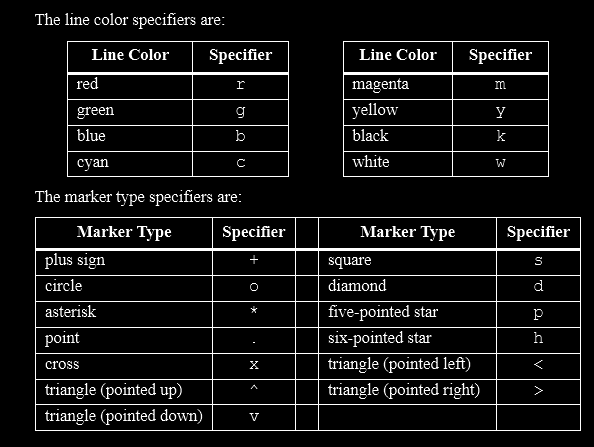 The line color specifiers are:
Line Color Specifier Line Color Specifier
red r magenta m
green g yellow y
blue b black k
cyan c white w
The marker type specifiers are:
Marker Type Specifier Marker Type Specifier
plus sign + square s
circle o diamond d
asterisk * five-pointed star p
point . six-pointed star h
cross x triangle (pointed left) <
triangle (pointed up) ^ triangle (pointed right) >
triangle (pointed down) v